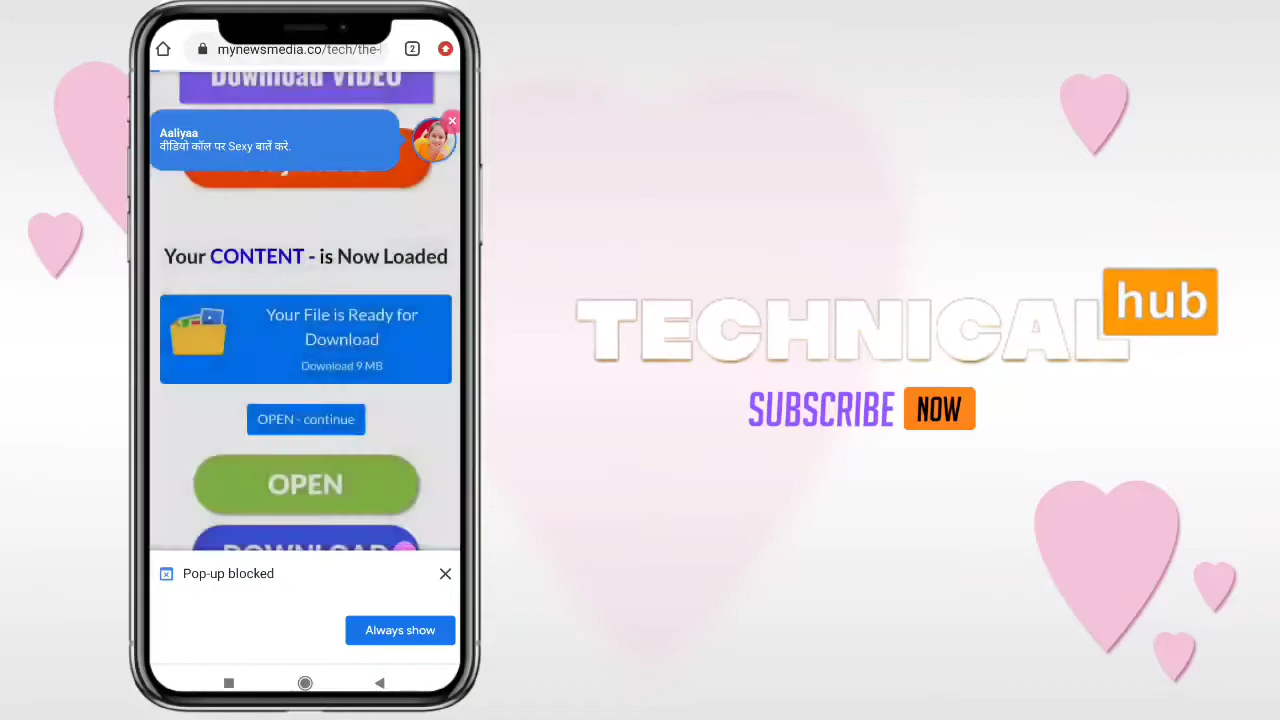 mynewsmedia.co/tech/the-
2
Download VIDEO
Aaliyaa
वीडियो कॉल पर Sexy बातें करे.
Your CONTENT - is Now Loaded
Your File is Ready for
Download
Download 9 MB
OPEN - continue
OPEN
DOWNLOAD
Pop-up blocked
Always show
TECHNICAL hub
SUBSCRIBE NOW